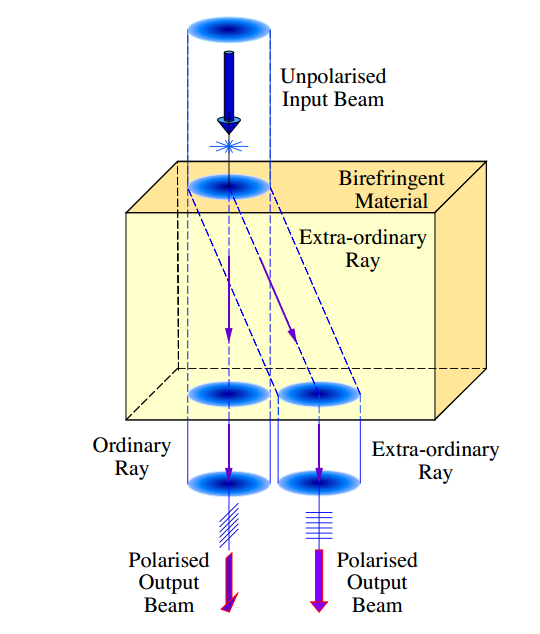 Unpolarised
Input Beam
Birefringent
Material
Extra-ordinary
Ray
Ordinary
Ray
Extra-ordinary
Ray
Polarised
Output
Beam
Polarised
Output
Beam